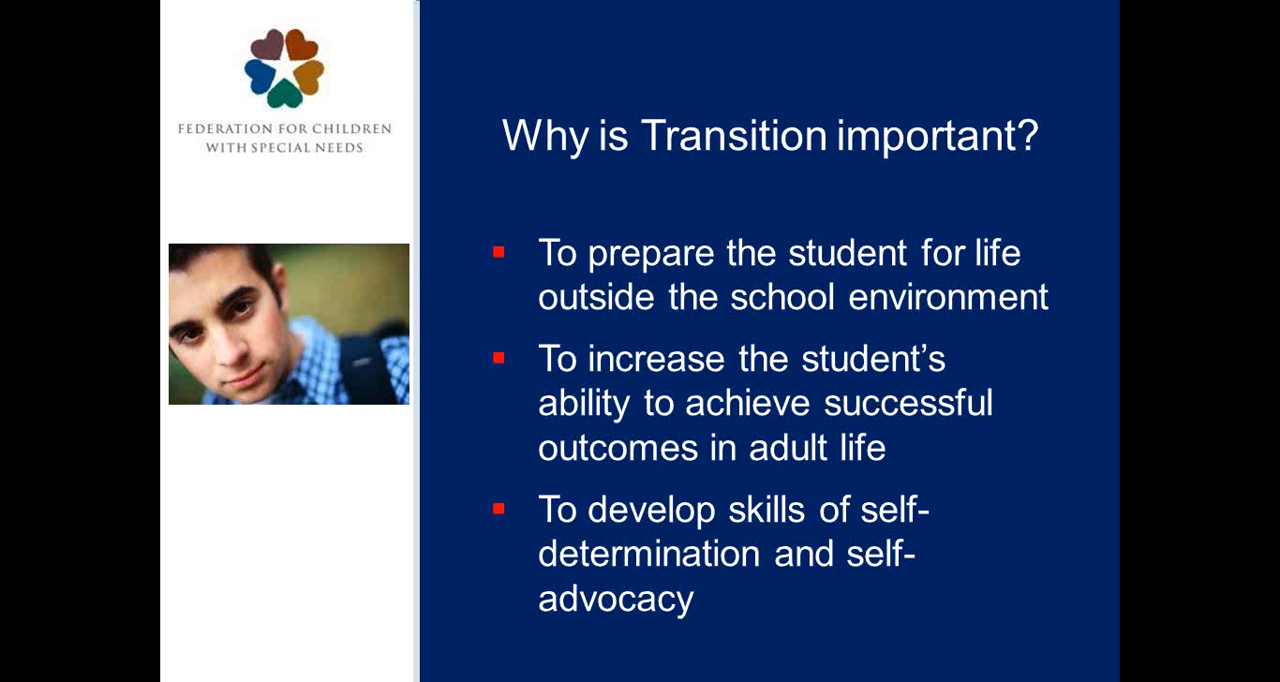 FEDERATION FOR CHILDREN
WITH SPECIAL NEEDS
Why is Transition important?
To prepare the student for life
outside the school environment
To increase the student’s
ability to achieve successful
outcomes in adult life
To develop skills of self-
determination and self-
advocacy